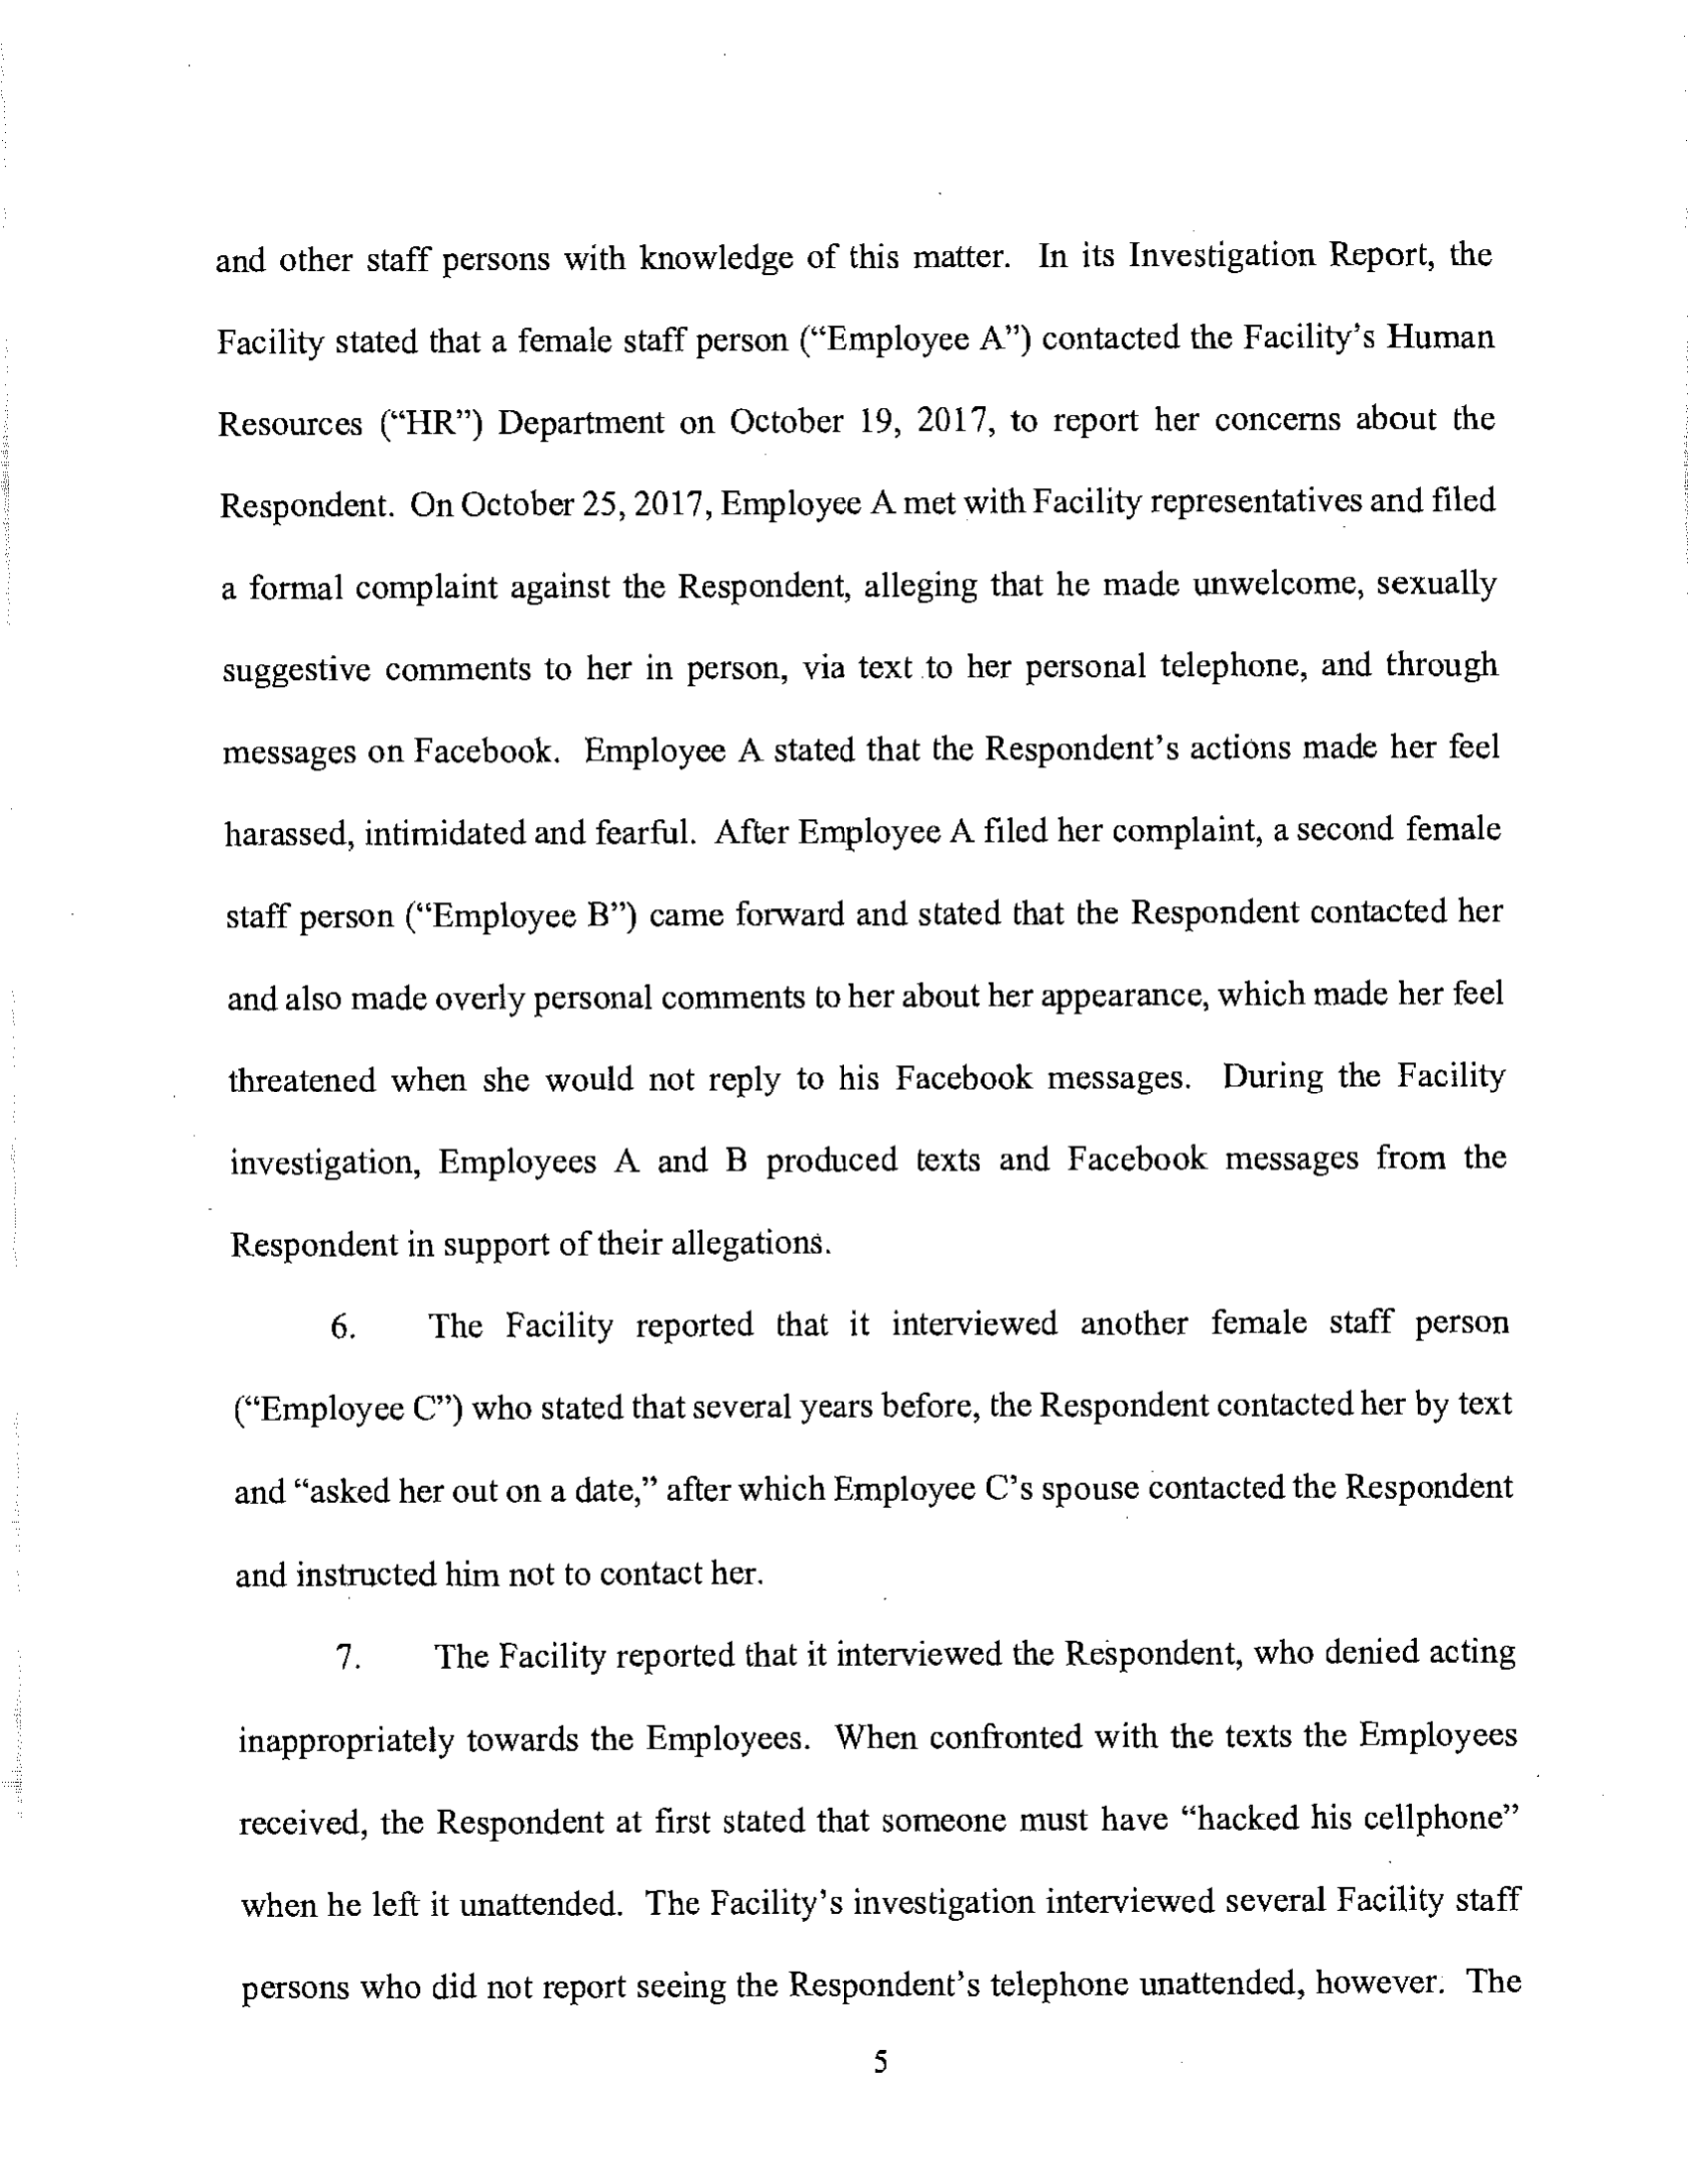 and other staff persons with knowledge of this matter. In its Investigation Report, the
Facility stated that a female staff person (“Employee A”) contacted the Facility’s Human
Resources (“HR”) Department on October 19, 2017, to report her concerns about the
Respondent. On October 25, 2017, Employee A met with Facility representatives and filed
a formal complaint against the Respondent, alleging that he made unwelcome, sexually
suggestive comments to her in person, via text to her personal telephone, and through
messages on Facebook. Employee A stated that the Respondent’s actions made her feel
harassed, intimidated and fearful. After Employee A filed her complaint, a second female
staff person (“Employee B”) came forward and stated that the Respondent contacted her
and also made overly personal comments to her about her appearance, which made her feel
threatened when she would not reply to his Facebook messages. During the Facility
investigation, Employees A and B produced texts and Facebook messages from the
Respondent in support of their allegations.
6. The Facility reported that it interviewed another female staff person
(“Employee C”) who stated that several years before, the Respondent contacted her by text
and “asked her out on a date,” after which Employee C’s spouse contacted the Respondent
and instructed him not to contact her.
7. The Facility reported that it interviewed the Respondent, who denied acting
inappropriately towards the Employees. When confronted with the texts the Employees
received, the Respondent at first stated that someone must have “hacked his cellphone”
when he left it unattended. The Facility’s investigation interviewed several Facility staff
persons who did not report seeing the Respondent’s telephone unattended, however. The
5